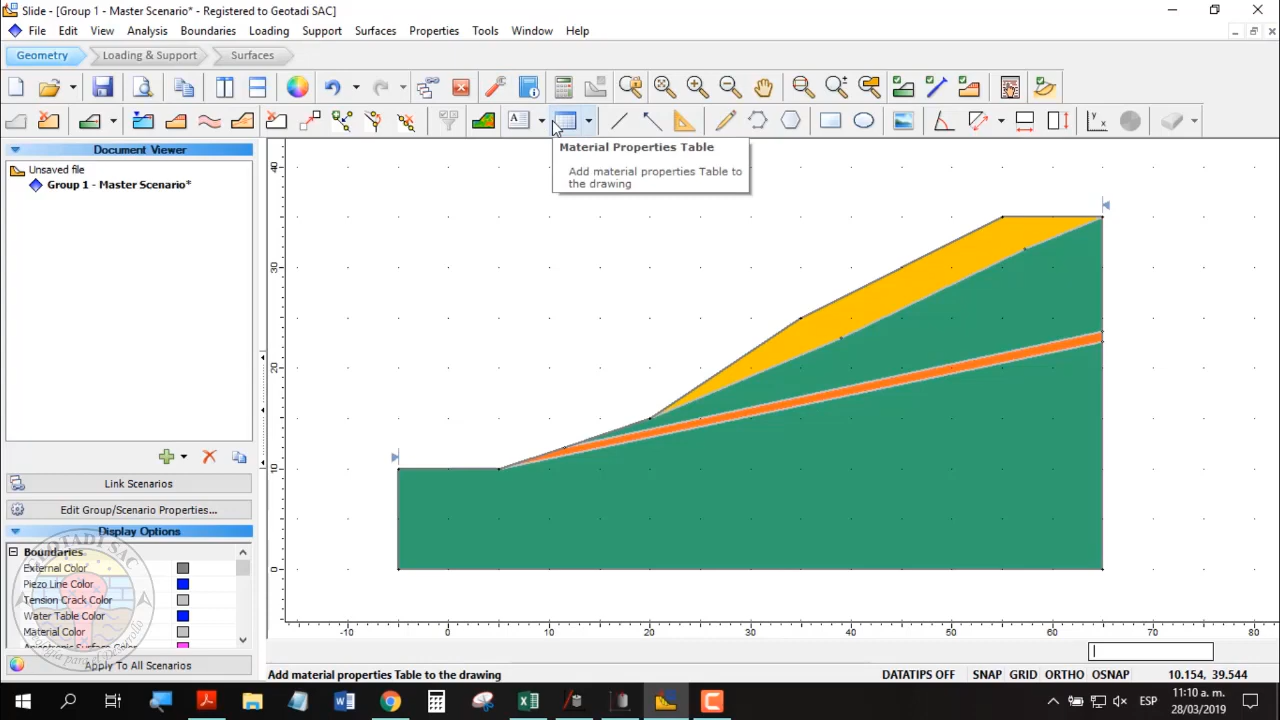 Slide - [Group 1 - Master Scenario* - Registered to Geotadi SAC]
File Edit View Analysis Boundaries Loading Support Surfaces Properties Tools Window Help
Geometry Loading & Support Surfaces
Document Viewer
Unsaved file
Group 1 - Master Scenario*
Material Properties Table
Add material properties Table to
the drawing
40
30
20
10
0
-10 0 10 20 30 40 50 60 70 80
Link Scenarios
Edit Group/Scenario Properties...
Display Options
Boundaries
External Color
Piezo Line Color
Tension Crack Color
Water Table Color
Material Color
Anisotropic Surface Color
Apply To All Scenarios
GEOTADI SAC
Add material properties Table to the drawing
DATATIPS OFF SNAP GRID ORTHO OSNAP 10.154, 39.544
ESP
11:10 a. m.
28/03/2019